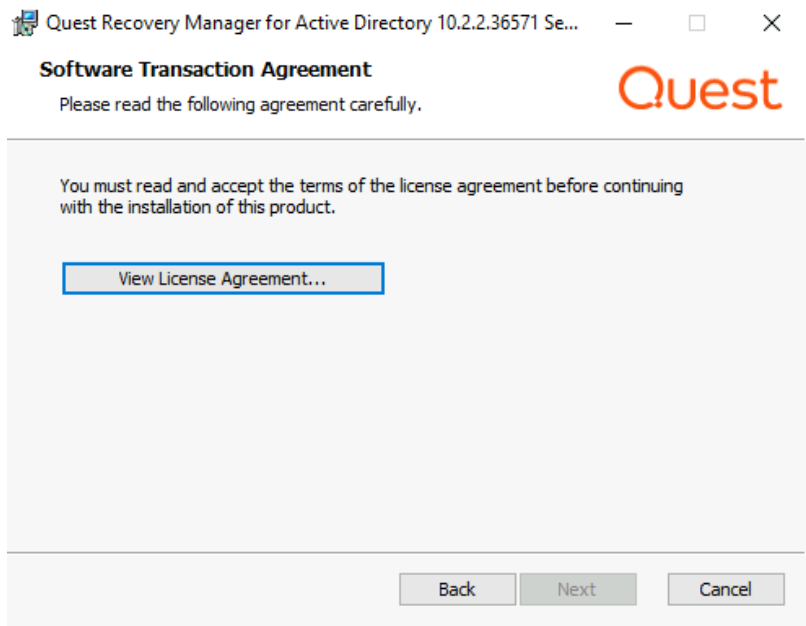 Quest Recovery Manager for Active Directory 10.2.2.36571 Se...
Software Transaction Agreement
Please read the following agreement carefully.
Quest
You must read and accept the terms of the license agreement before continuing
with the installation of this product.
View License Agreement...
Back
Next
Cancel